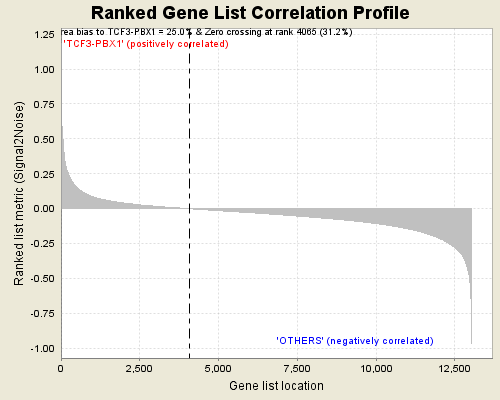 Ranked Gene List Correlation Profile
rea bias to TCF3-PBX1 = 25.0% & Zero crossing at rank 4065 (31.2%)
'TCF3-PBX1' (positively correlated)
1.25
1.00
0.75
0.50
0.25
0.00
-0.25
-0.50
-0.75
-1.00
Ranked list metric (Signal2Noise)
'OTHERS' (negatively correlated)
0 2,500 5,000 7,500 10,000 12,500
Gene list location